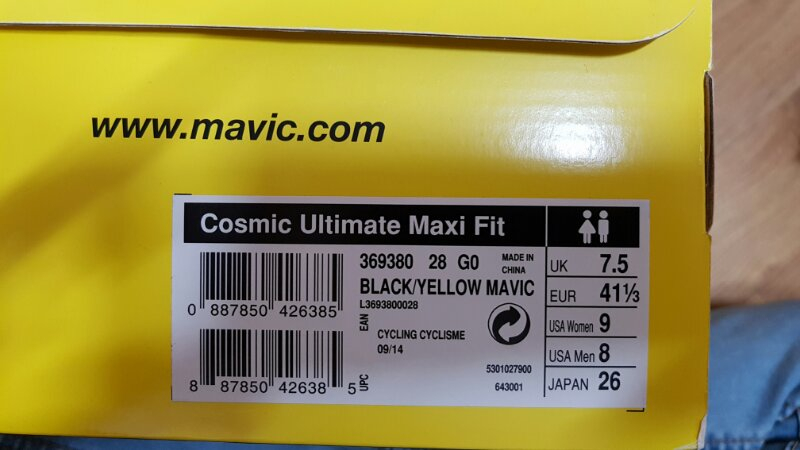 www.mavic.com
Cosmic Ultimate Maxi Fit
369380 28 G0 MADE IN CHINA
BLACK/YELLOW MAVIC
L3693800028
EAN
0 887850 426385
CYCLING CYCLISME
09/14
5301027900
643001
8 87850 42638 5
UPC
UK 7.5
EUR 41⅓
USA Women 9
USA Men 8
JAPAN 26